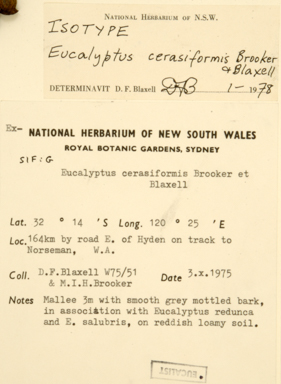 NATIONAL HERBARIUM OF N.S.W.
ISOTYPE
Eucalyptus cerasiformis Brooker
& Blaxell
DETERMINAVIT D. F. Blaxell DFB 1 - 1978
Ex- NATIONAL HERBARIUM OF NEW SOUTH WALES
ROYAL BOTANIC GARDENS, SYDNEY
SIF:G
Eucalyptus cerasiformis Brooker et
Blaxell
Lat. 32 ° 14 'S Long. 120 ° 25 'E
Loc. 164km by road E. of Hyden on track to
Norseman, W.A.
Coll. D.F.Blaxell W75/51 Date 3.x.1975
& M.I.H.Brooker
Notes Mallee 3m with smooth grey mottled bark,
in association with Eucalyptus redunca
and E. salubris, on reddish loamy soil.
EUCALIST